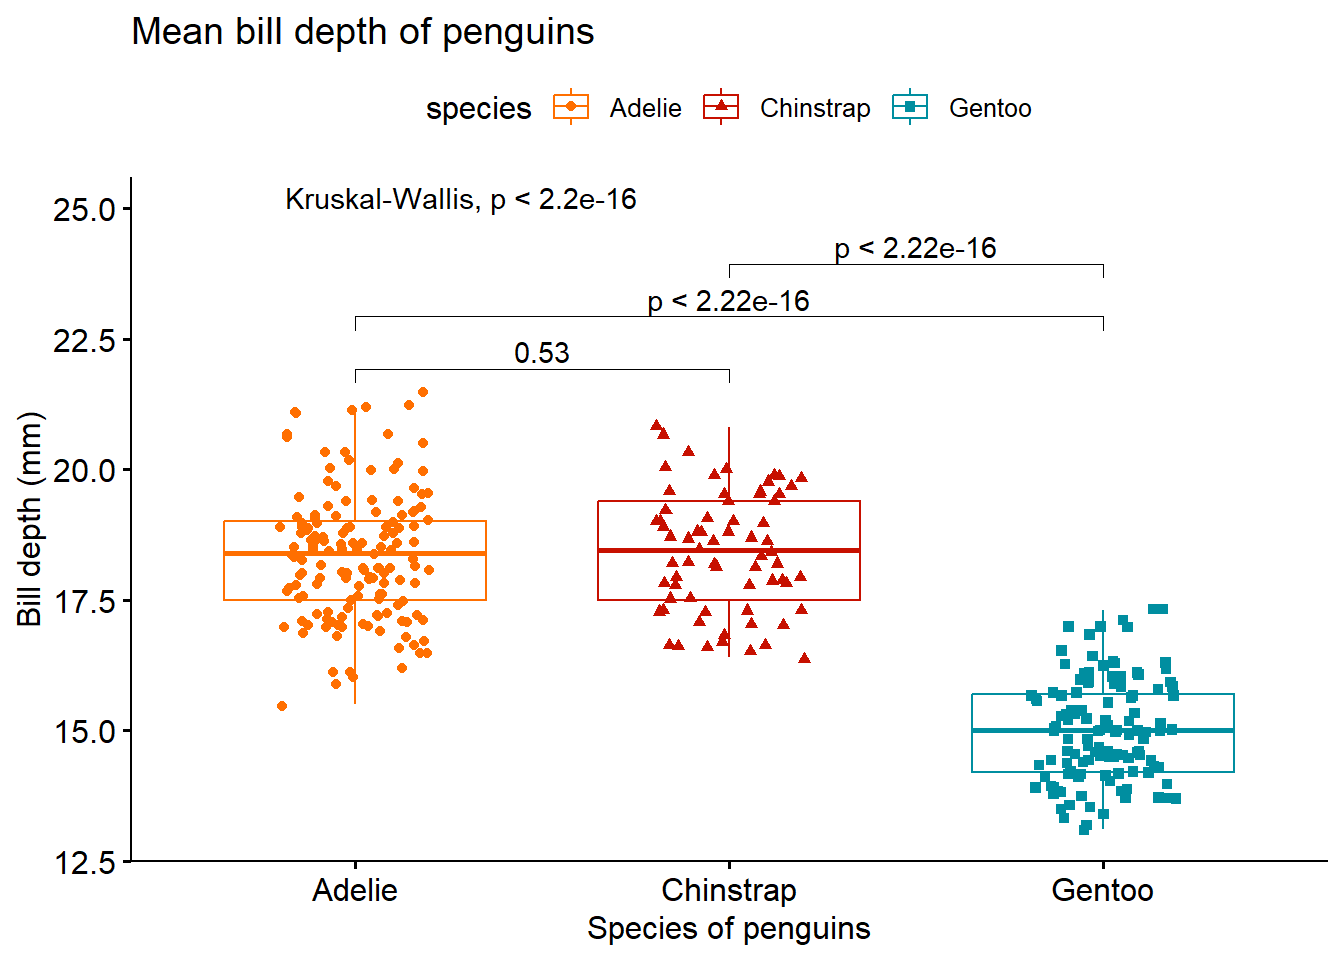 Mean bill depth of penguins
species Adelie Chinstrap Gentoo
Kruskal-Wallis, p < 2.2e-16
p < 2.22e-16
p < 2.22e-16
0.53
Bill depth (mm)
25.0
22.5
20.0
17.5
15.0
12.5
Adelie Chinstrap Gentoo
Species of penguins